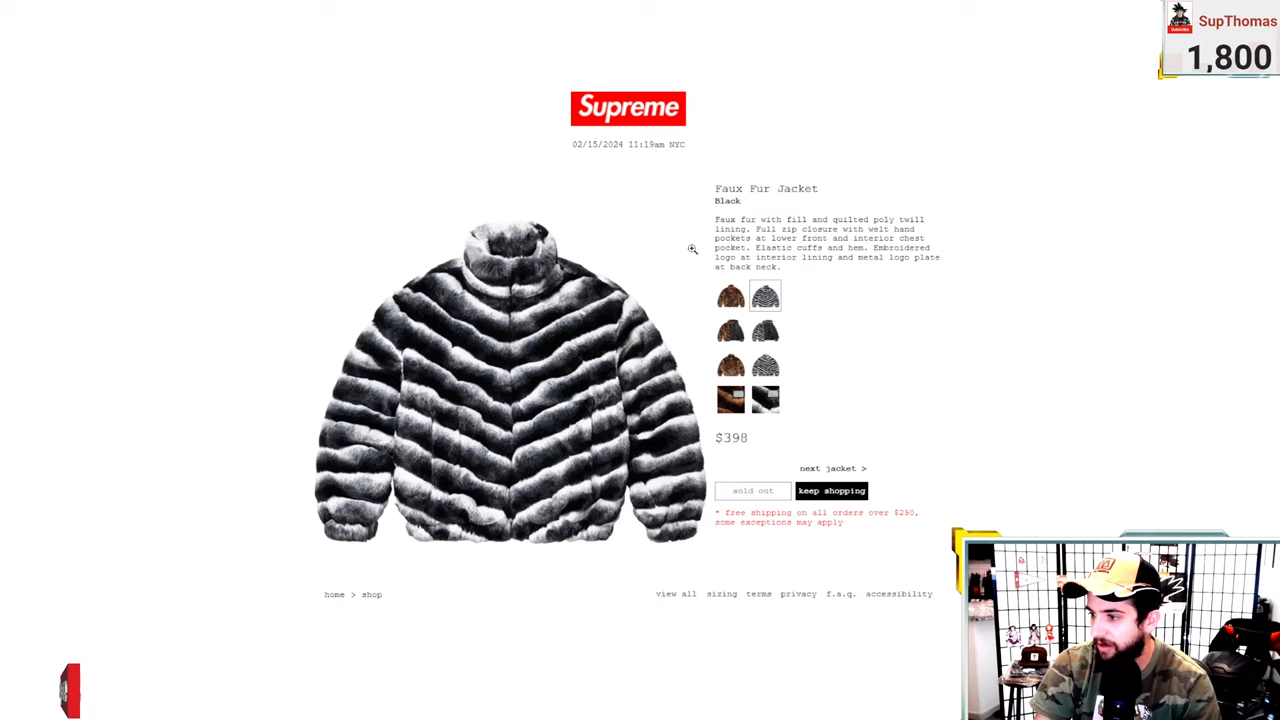 SupThomas
Subscribe
1,800
Supreme
02/15/2024 11:19am NYC
Faux Fur Jacket
Black
Faux fur with fill and quilted poly twill
lining. Full zip closure with welt hand
pockets at lower front and interior chest
pocket. Elastic cuffs and hem. Embroidered
logo at interior lining and metal logo plate
at back neck.
$398
next jacket >
sold out
keep shopping
* free shipping on all orders over $250,
some exceptions may apply
home > shop
view all sizing terms privacy f.a.q. accessibility